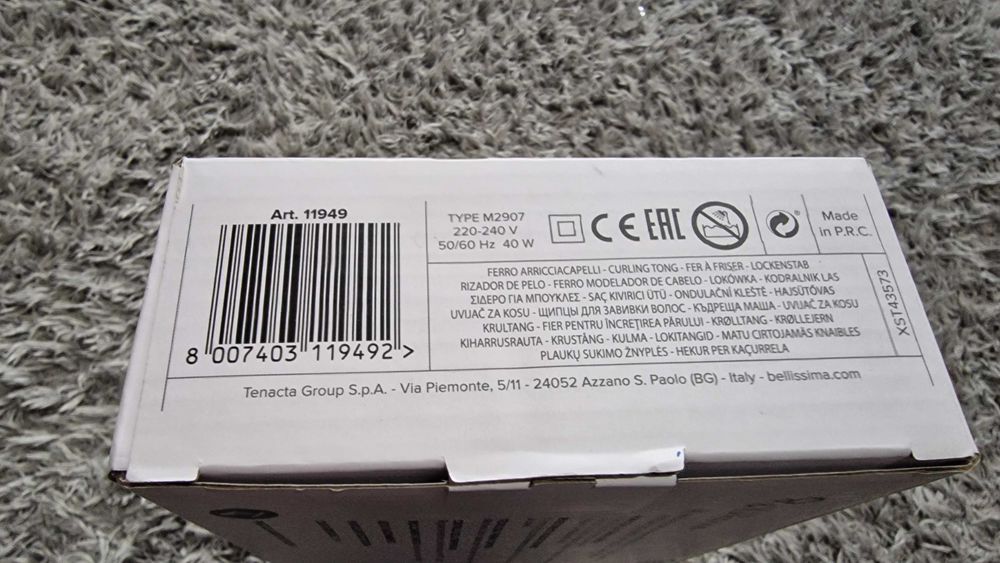 Art. 11949
8 007403 119492 >
TYPE M2907
220-240 V
50/60 Hz 40 W
CE EAC
Made
in P.R.C.
FERRO ARRICCIACAPELLI - CURLING TONG - FER À FRISER - LOCKENSTAB
RIZADOR DE PELO - FERRO MODELADOR DE CABELO - LOKÓWKA - KODRALNIK LAS
ΣΙΔΕΡΟ ΓΙΑ ΜΠΟΥΚΛΕΣ - SAÇ KIVIRICI ÜTÜ - ONDULAČNÍ KLEŠTĚ - HAJSÜTŐVAS
UVIJAČ ZA KOSU - ЩИПЦЫ ДЛЯ ЗАВИВКИ ВОЛОС - КЪДРЕЩА МАША - UVIJAČ ZA KOSU
KRULTANG - FIER PENTRU ÎNCREȚIREA PĂRULUI - KRØLLTANG - KRØLLEJERN
KIHARRUSRAUTA - KRUSTÅNG - KULMA - LOKITANGID - MATU CIRTOJAMĀS KNAIBLES
PLAUKŲ SUKIMO ŽNYPLĖS - HEKUR PER KAÇURRELA
XST43573
Tenacta Group S.p.A. - Via Piemonte, 5/11 - 24052 Azzano S. Paolo (BG) - Italy - bellissima.com